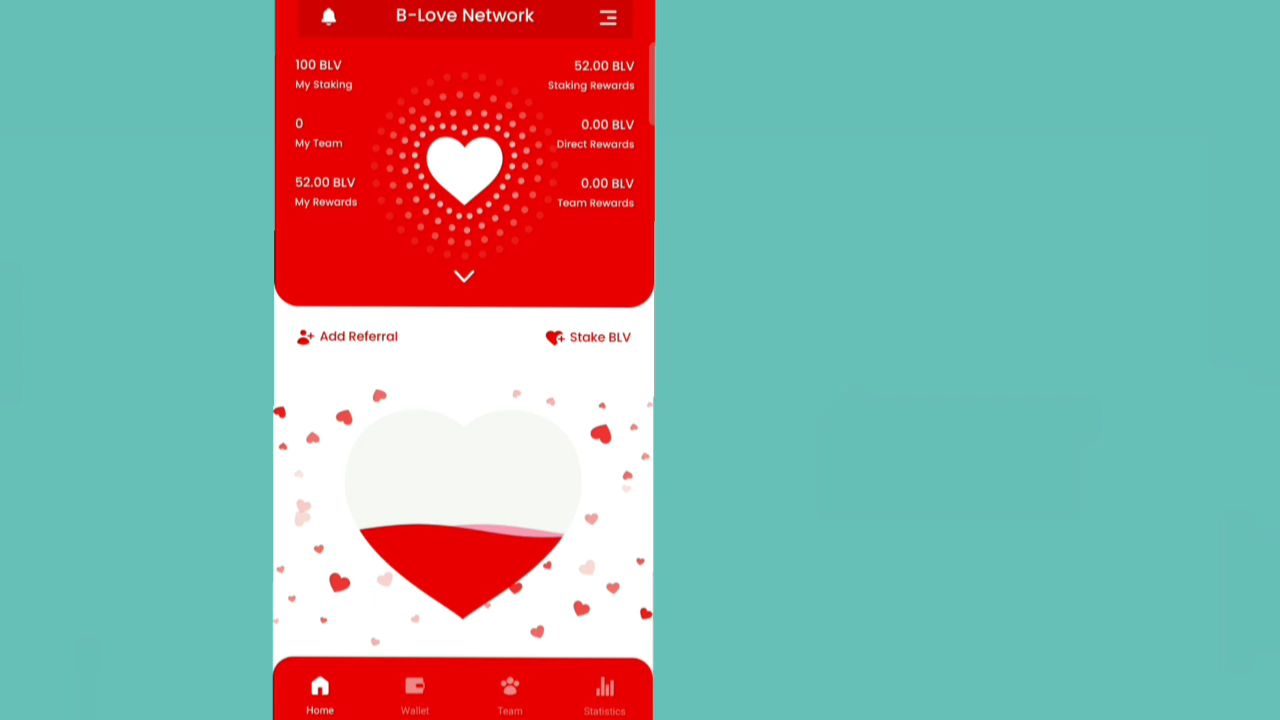 B-Love Network
100 BLV
My Staking
52.00 BLV
Staking Rewards
0
My Team
0.00 BLV
Direct Rewards
52.00 BLV
My Rewards
0.00 BLV
Team Rewards
Add Referral
Stake BLV
Home
Wallet
Team
Statistics